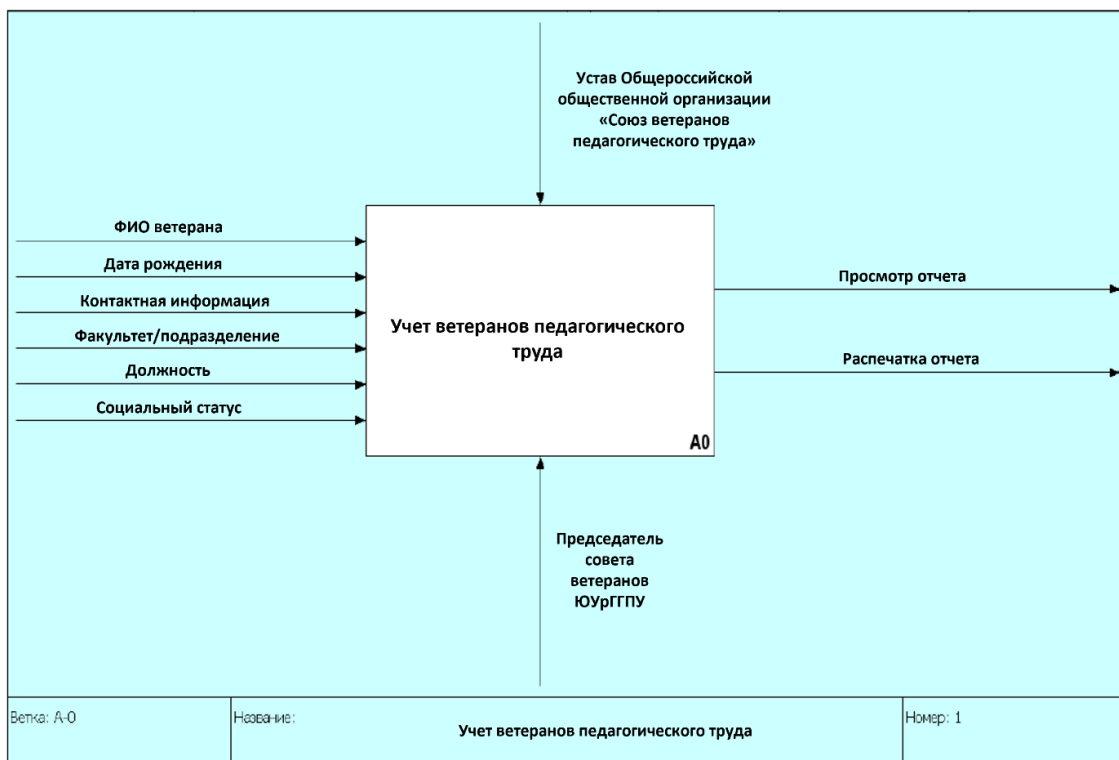 Устав Общероссийской
общественной организации
«Союз ветеранов
педагогического труда»
ФИО ветерана
Дата рождения
Контактная информация
Факультет/подразделение
Должность
Социальный статус
Учет ветеранов педагогического
труда
А0
Просмотр отчета
Распечатка отчета
Председатель
совета
ветеранов
ЮУрГГПУ
Ветка: А-0
Название:
Учет ветеранов педагогического труда
Номер: 1